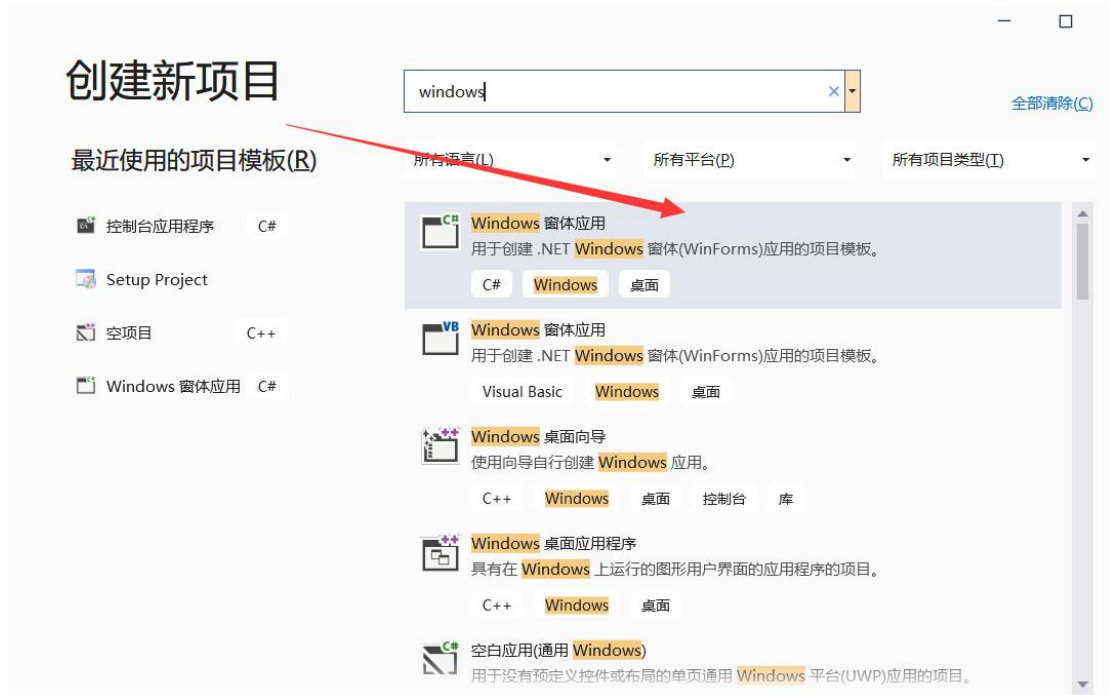 创建新项目
windows
全部清除(C)
最近使用的项目模板(R)
所有语言(L)
所有平台(P)
所有项目类型(T)
控制台应用程序 C#
Setup Project
空项目 C++
Windows 窗体应用 C#
Windows 窗体应用
用于创建 .NET Windows 窗体(WinForms)应用的项目模板。
C# Windows 桌面
Windows 窗体应用
用于创建 .NET Windows 窗体(WinForms)应用的项目模板。
Visual Basic Windows 桌面
Windows 桌面向导
使用向导自行创建 Windows 应用。
C++ Windows 桌面 控制台 库
Windows 桌面应用程序
具有在 Windows 上运行的图形用户界面的应用程序的项目。
C++ Windows 桌面
空白应用(通用 Windows)
用于没有预定义控件或布局的单页通用 Windows 平台(UWP)应用的项目。